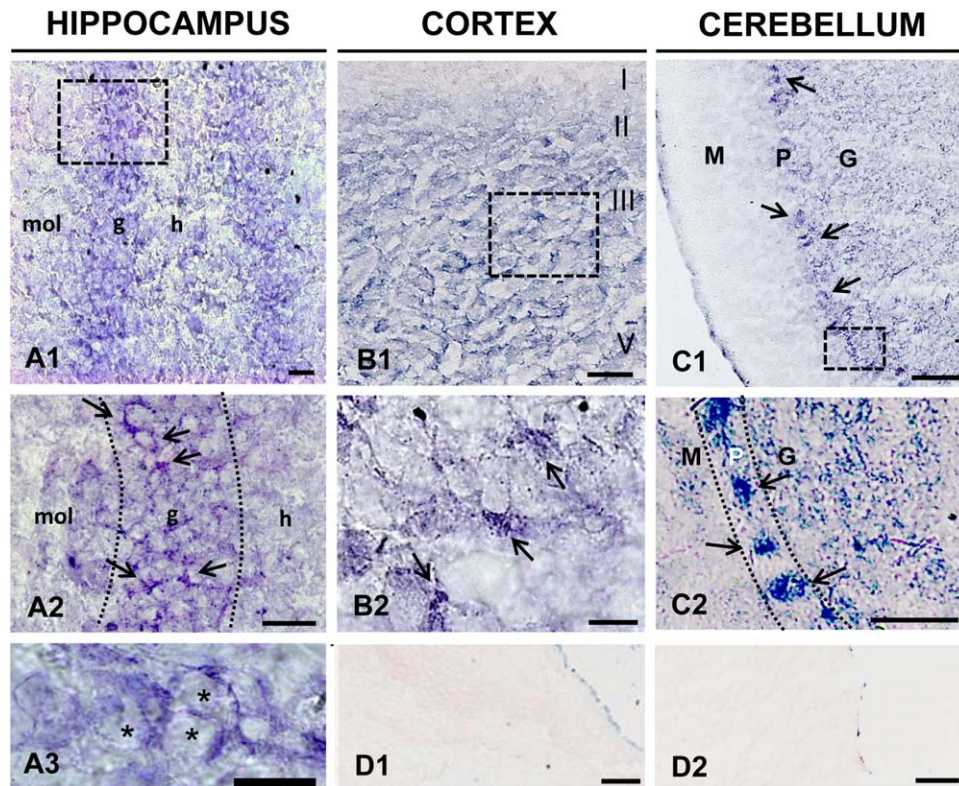 HIPPOCAMPUS CORTEX CEREBELLUM
I
II
III
V
B1
mol g h
A1
M P G
C1
mol g h
A2
B2
M P G
C2
* * *
A3
D1
D2